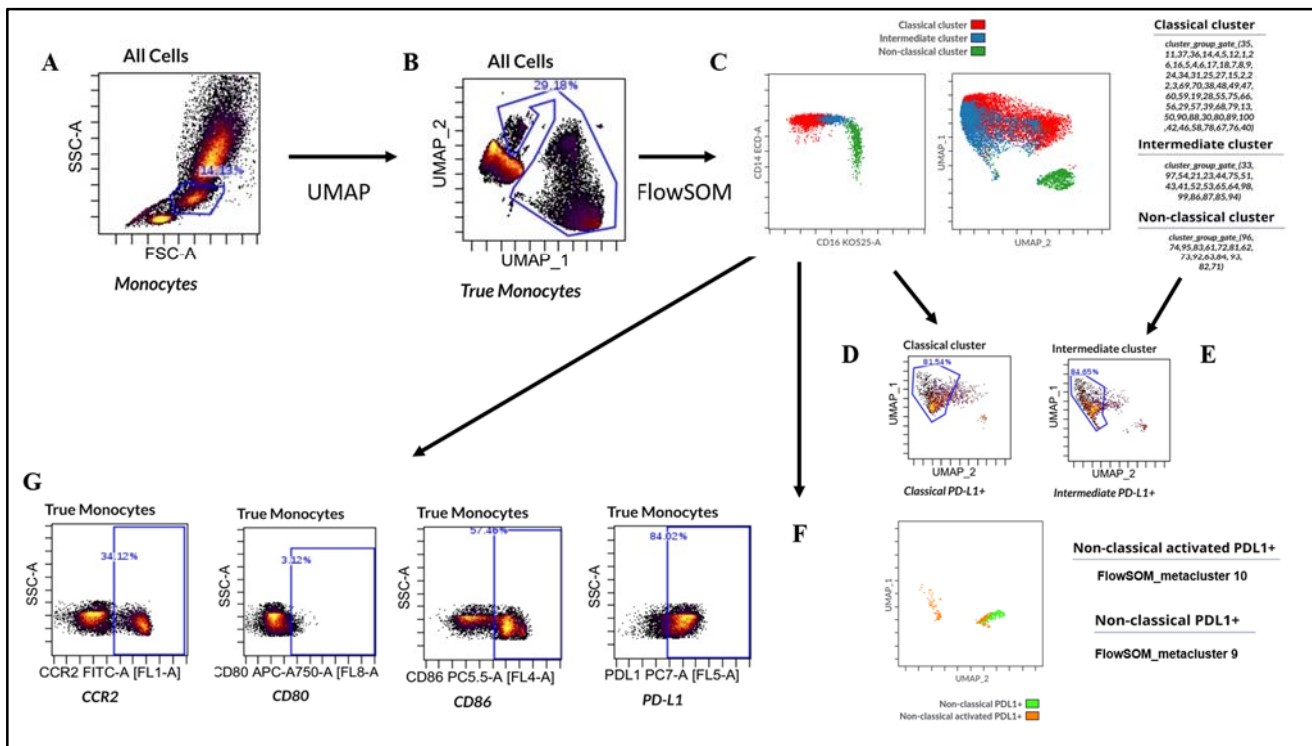 A
All Cells
14.13%
SSC-A
FSC-A
Monocytes
UMAP
B
All Cells
29.18%
UMAP_2
UMAP_1
True Monocytes
FlowSOM
C
Classical cluster
Intermediate cluster
Non-classical cluster
CD14 ECD-A
CD16 KO525-A
UMAP_1
UMAP_2
Classical cluster
cluster_group_gate_(35,
11,37,36,14,4,5,12,1,2
6,16,5,4,6,17,18,7,8,9,
24,34,31,25,27,15,2,2
2,3,69,70,38,48,49,47,
60,59,19,28,55,75,66,
56,29,57,39,68,79,13,
50,90,88,30,80,89,100
,42,46,58,78,67,76,40)
Intermediate cluster
cluster_group_gate_(33,
97,54,21,23,44,75,51,
43,41,52,53,65,64,98,
99,86,87,85,94)
Non-classical cluster
cluster_group_gate_(96,
74,95,83,61,72,81,62,
73,92,63,84, 93,
82,71)
D
Classical cluster
81.54%
UMAP_1
UMAP_2
Classical PD-L1+
E
Intermediate cluster
84.65%
UMAP_1
UMAP_2
Intermediate PD-L1+
G
True Monocytes
34.12%
SSC-A
CCR2 FITC-A [FL1-A]
CCR2
True Monocytes
3.12%
SSC-A
CD80 APC-A750-A [FL8-A
CD80
True Monocytes
57.46%
SSC-A
CD86 PC5.5-A [FL4-A]
CD86
True Monocytes
84.02%
SSC-A
PDL1 PC7-A [FL5-A]
PD-L1
F
UMAP_1
UMAP_2
Non-classical PDL1+
Non-classical activated PDL1+
Non-classical activated PDL1+
FlowSOM_metacluster 10
Non-classical PDL1+
FlowSOM_metacluster 9